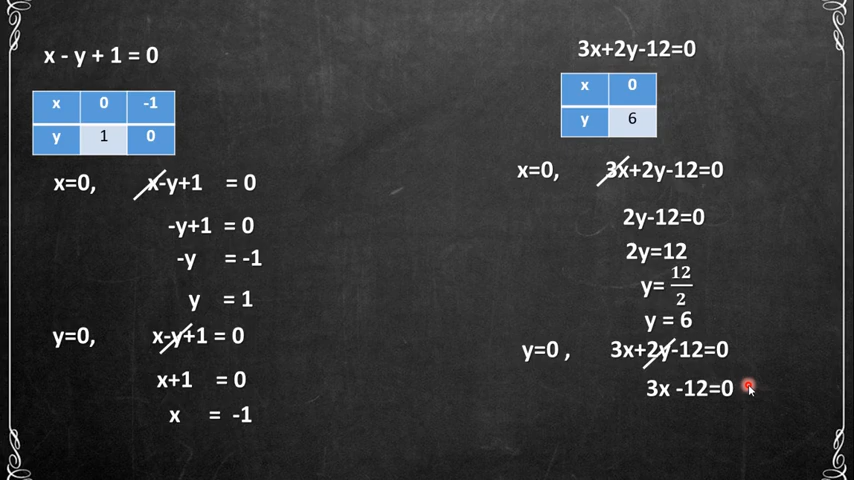 x - y + 1 = 0
x 0 -1
y 1 0
x=0, x-y+1 = 0
-y+1 = 0
-y = -1
y = 1
y=0, x-y+1 = 0
x+1 = 0
x = -1
3x+2y-12=0
x 0
y 6
x=0, 3x+2y-12=0
2y-12=0
2y=12
y= 12/2
y = 6
y=0 , 3x+2y-12=0
3x -12=0